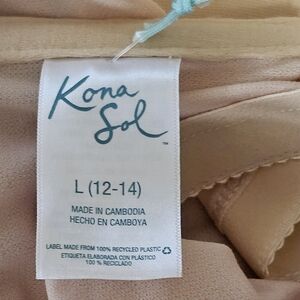 Kona
Sol™
L (12-14)
MADE IN CAMBODIA
HECHO EN CAMBOYA
LABEL MADE FROM 100% RECYCLED PLASTIC
ETIQUETA ELABORADA CON PLÁSTICO
100 % RECICLADO